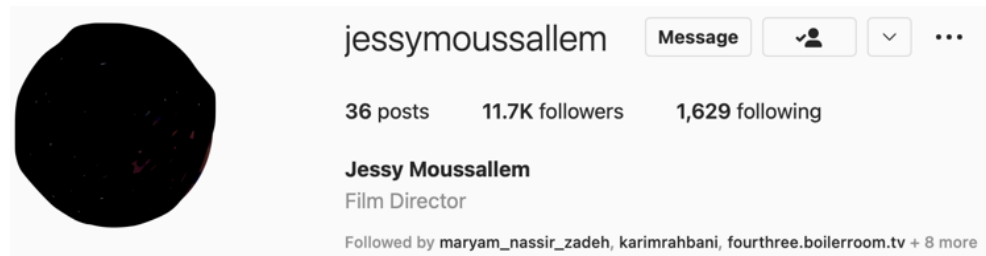 jessymoussallem Message
36 posts 11.7K followers 1,629 following
Jessy Moussallem
Film Director
Followed by maryam_nassir_zadeh, karimrahbani, fourthree.boilerroom.tv + 8 more